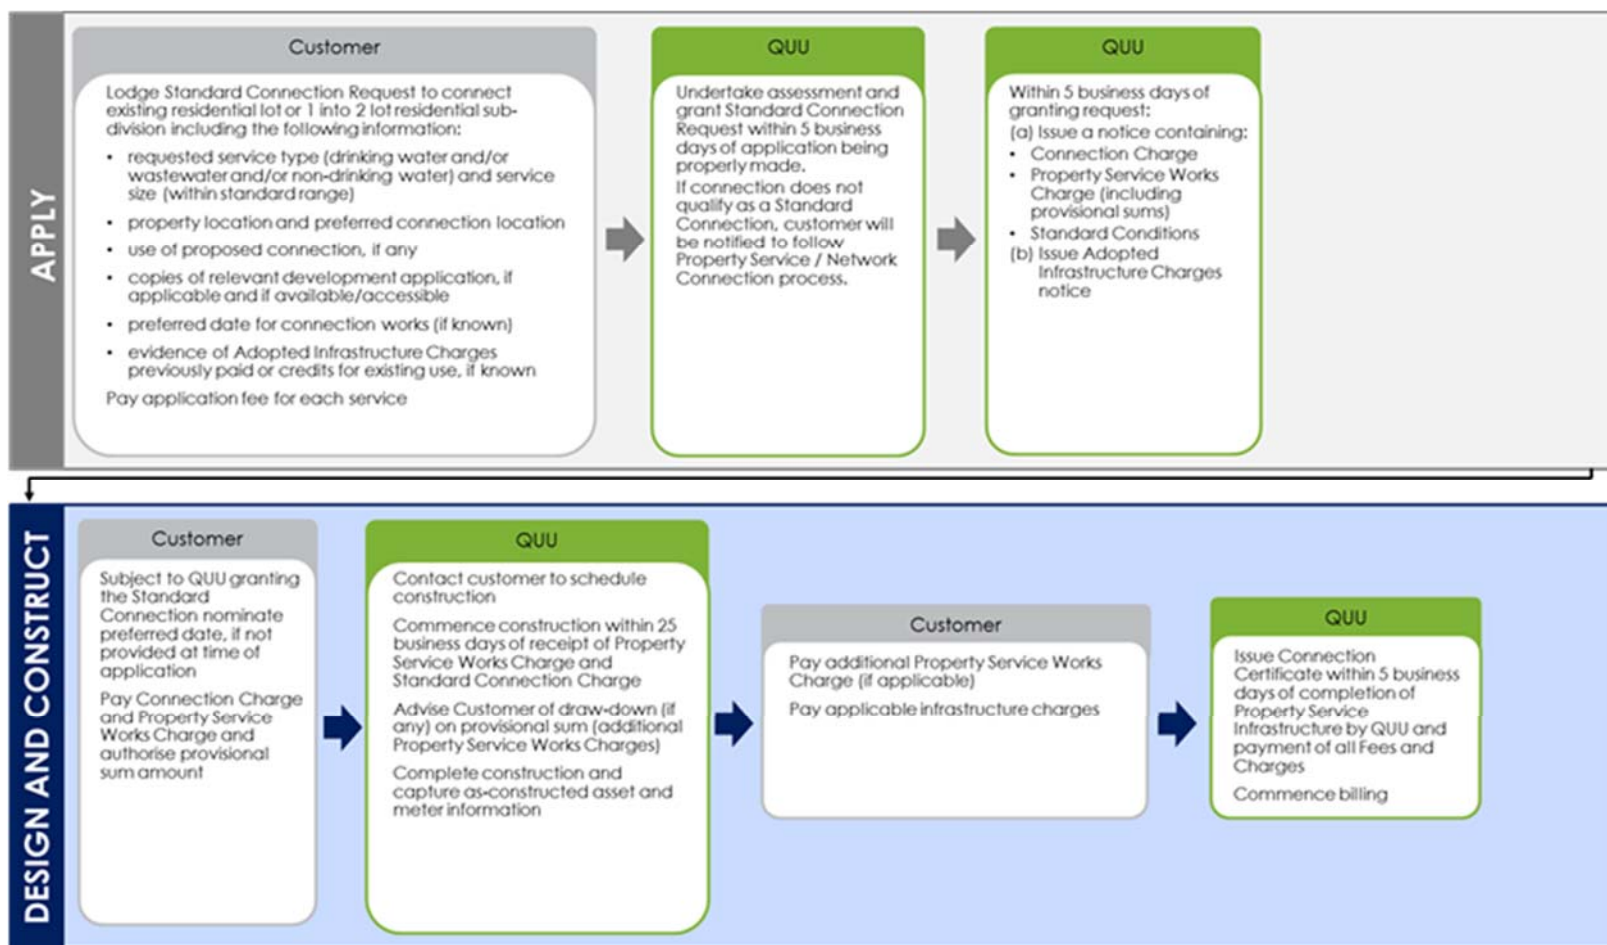 APPLY
Customer
Lodge Standard Connection Request to connect
existing residential lot or 1 into 2 lot residential sub-
division including the following information:
• requested service type (drinking water and/or
wastewater and/or non-drinking water) and service
size (within standard range)
• property location and preferred connection location
• use of proposed connection, if any
• copies of relevant development application, if
applicable and if available/accessible
• preferred date for connection works (if known)
• evidence of Adopted Infrastructure Charges
previously paid or credits for existing use, if known
Pay application fee for each service
QUU
Undertake assessment and
grant Standard Connection
Request within 5 business
days of application being
properly made.
If connection does not
qualify as a Standard
Connection, customer will
be notified to follow
Property Service / Network
Connection process.
QUU
Within 5 business days of
granting request:
(a) Issue a notice containing:
• Connection Charge
• Property Service Works
Charge (including
provisional sums)
• Standard Conditions
(b) Issue Adopted
Infrastructure Charges
notice
DESIGN AND CONSTRUCT
Customer
Subject to QUU granting
the Standard
Connection nominate
preferred date, if not
provided at time of
application
Pay Connection Charge
and Property Service
Works Charge and
authorise provisional
sum amount
QUU
Contact customer to schedule
construction
Commence construction within 25
business days of receipt of Property
Service Works Charge and
Standard Connection Charge
Advise Customer of draw-down (if
any) on provisional sum (additional
Property Service Works Charges)
Complete construction and
capture as-constructed asset and
meter information
Customer
Pay additional Property Service Works
Charge (if applicable)
Pay applicable infrastructure charges
QUU
Issue Connection
Certificate within 5 business
days of completion of
Property Service
Infrastructure by QUU and
payment of all Fees and
Charges
Commence billing